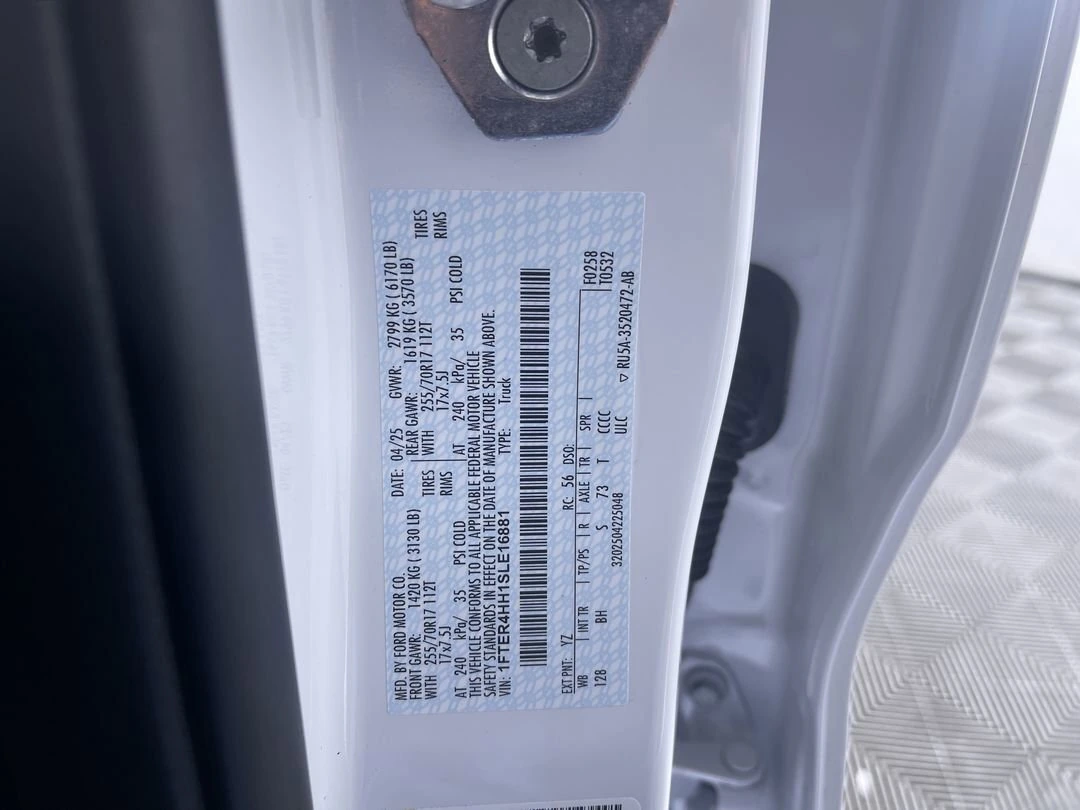 MFD. BY FORD MOTOR CO.
DATE: 04/25 GVWR: 2799 KG ( 6170 LB)
FRONT GAWR: 1420 KG ( 3130 LB) REAR GAWR: 1619 KG ( 3570 LB)
WITH 255/70R17 112T TIRES WITH 255/70R17 112T TIRES
17x7.5J RIMS 17x7.5J RIMS
AT 240 kPa/ 35 PSI COLD AT 240 kPa/ 35 PSI COLD
THIS VEHICLE CONFORMS TO ALL APPLICABLE FEDERAL MOTOR VEHICLE
SAFETY STANDARDS IN EFFECT ON THE DATE OF MANUFACTURE SHOWN ABOVE.
VIN: 1FTER4HH1SLE16881 TYPE: Truck
EXT PNT: YZ RC: 56 DSO:
WB INT TR TP/PS R AXLE TR SPR F0258
128 BH S 73 T CCCC T0532
3202504225048 ULC ▽ RU5A-3520472-AB